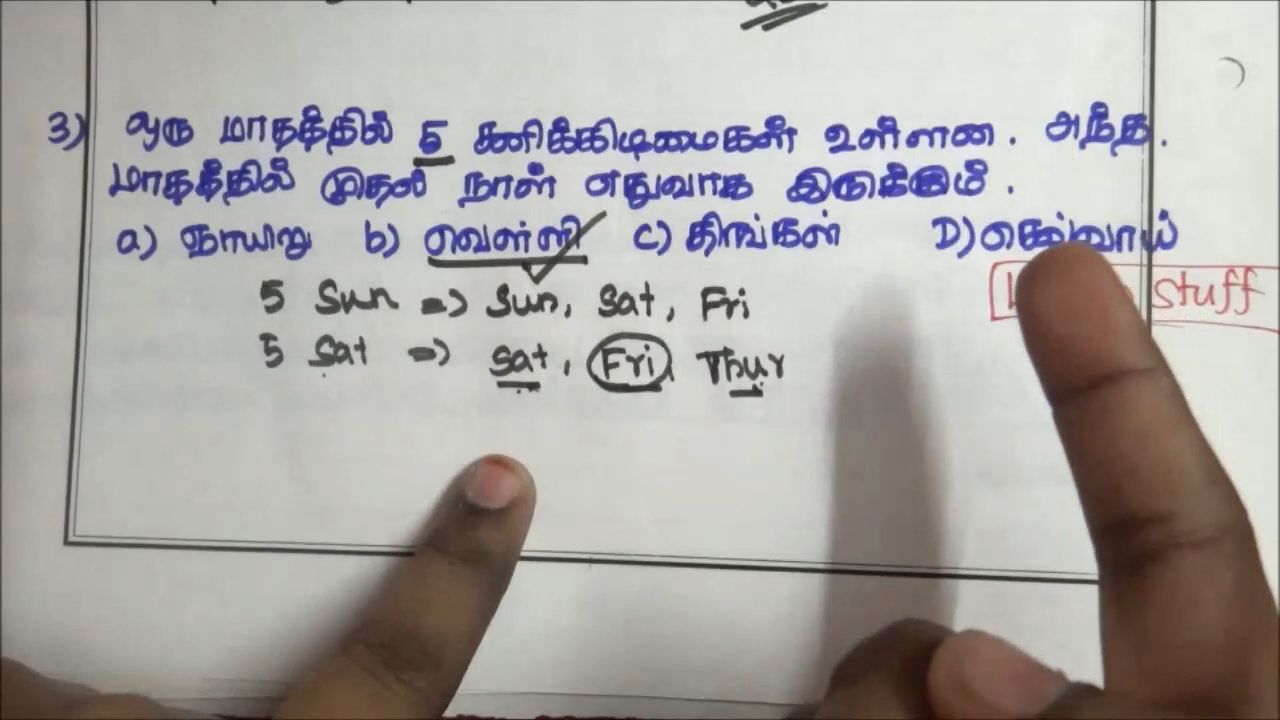 3) ஒரு மாதத்தில் 5 சனிக்கிடிமைகள் உள்ளன. அந்த.
மாதத்தில் முதல் நாள் எதுவாக இருக்கும்.
a) ஞாயிறு b) வெள்ளி c) திங்கள் D) செவ்வாய்
5 Sun => Sun, Sat, Fri
stuff
5 Sat => Sat, Fri, Thur